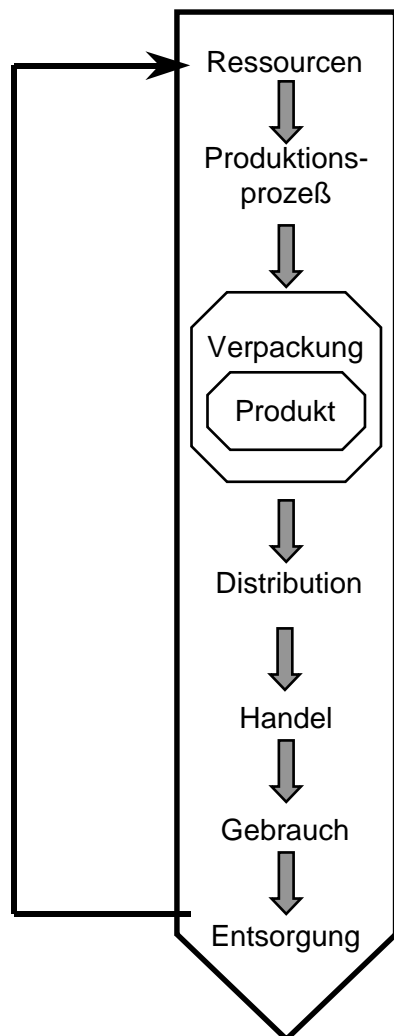 Ressourcen
Produktions-
prozeß
Verpackung
Produkt
Distribution
Handel
Gebrauch
Entsorgung